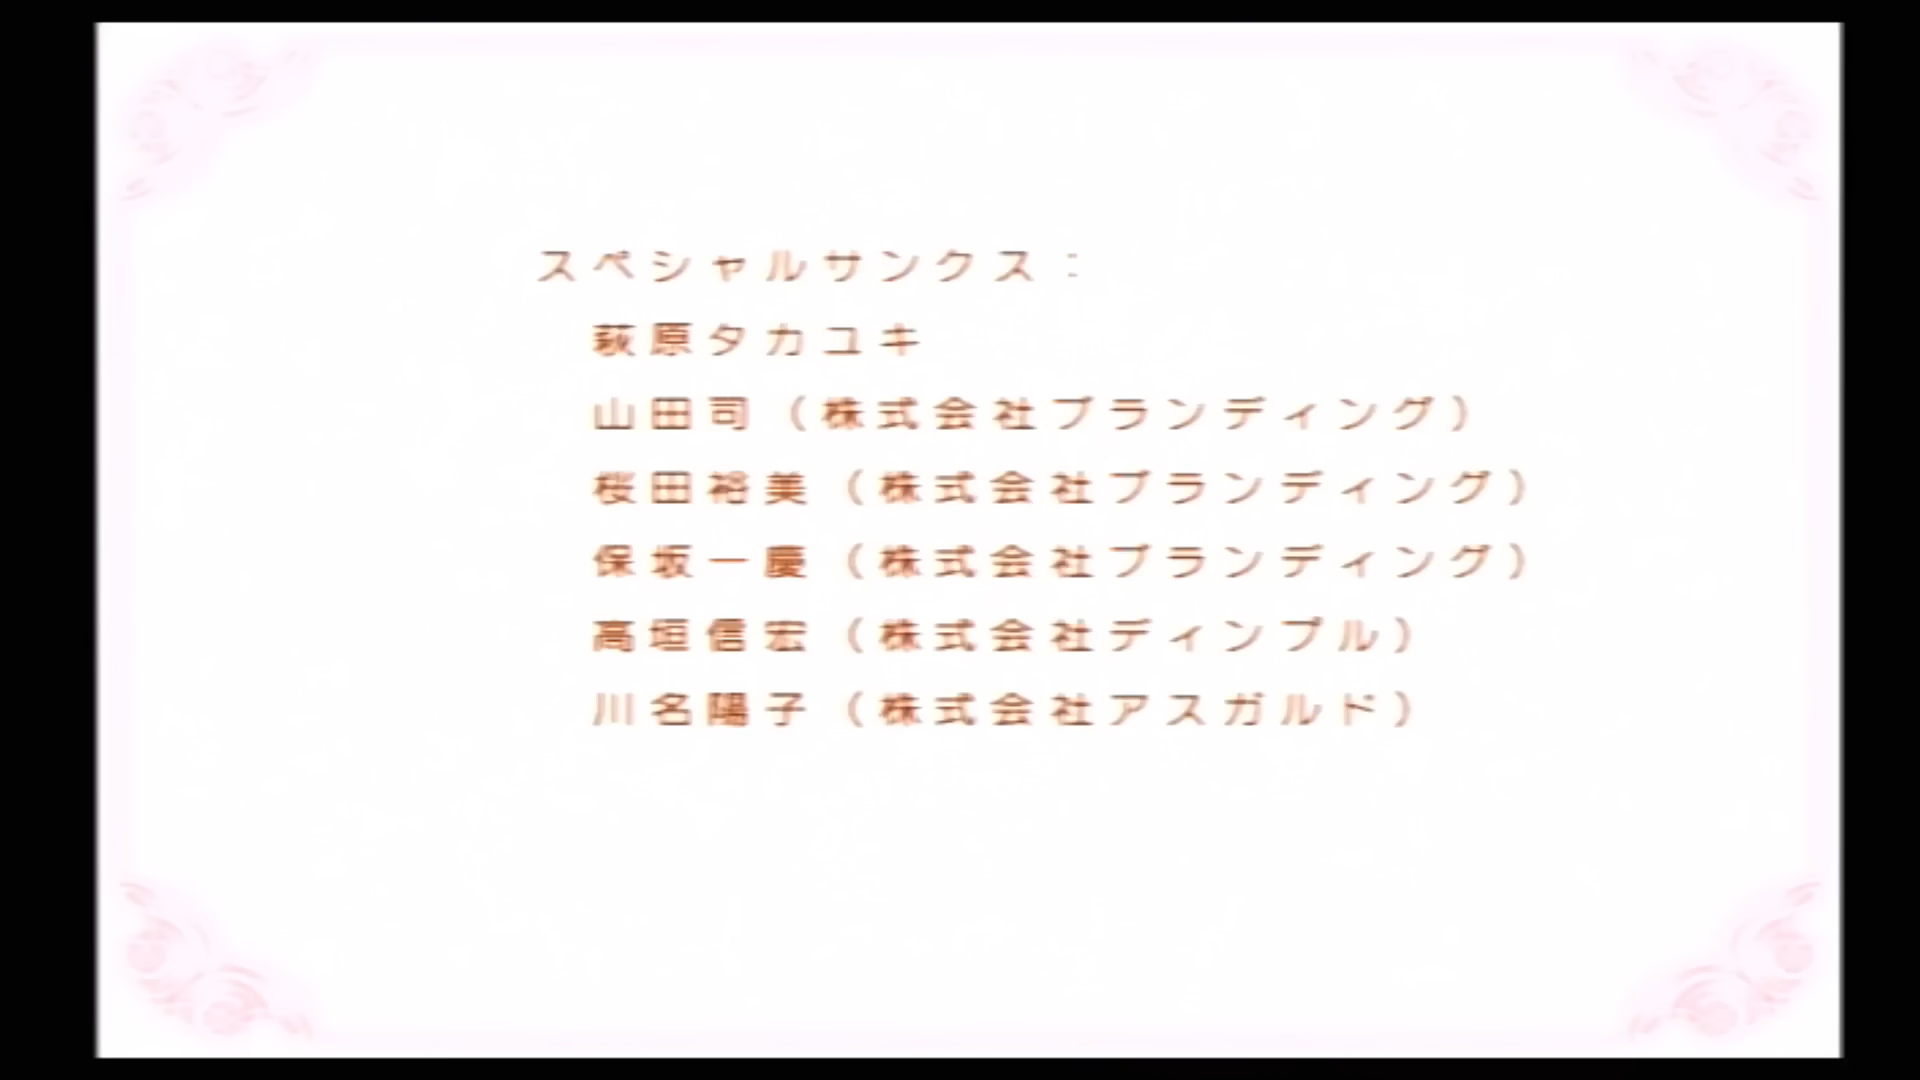 スペシャルサンクス：
萩原タカユキ
山田司（株式会社ブランディング）
桜田裕美（株式会社ブランディング）
保坂一慶（株式会社ブランディング）
高垣信宏（株式会社ディンプル）
川名陽子（株式会社アスガルド）